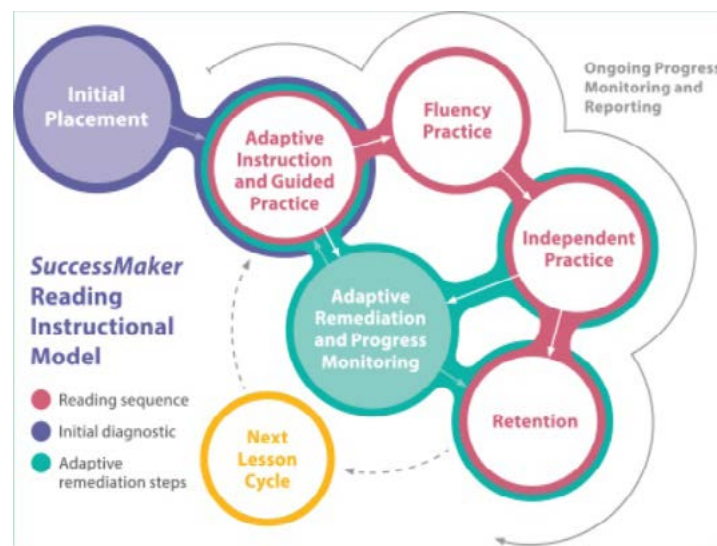 Initial
Placement
Adaptive
Instruction
and Guided
Practice
Fluency
Practice
Ongoing Progress
Monitoring and
Reporting
Independent
Practice
Adaptive
Remediation
and Progress
Monitoring
Retention
Next
Lesson
Cycle
SuccessMaker
Reading
Instructional
Model
Reading sequence
Initial diagnostic
Adaptive
remediation steps